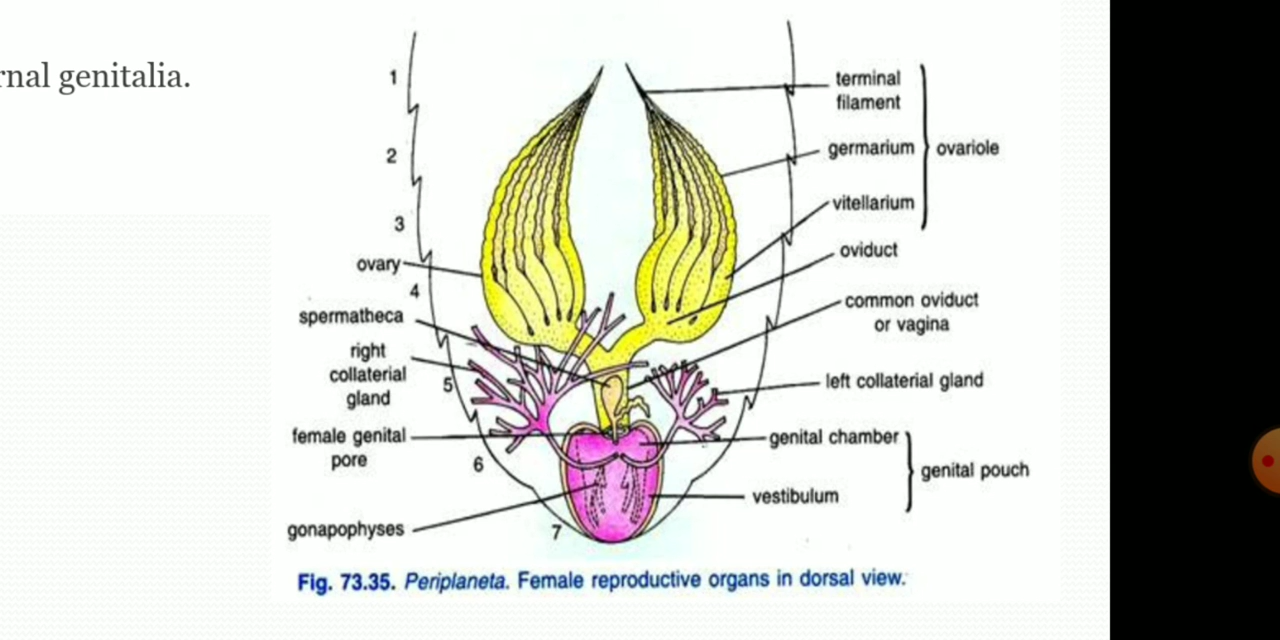 rnal genitalia.
1
2
3
4
5
6
7
ovary
spermatheca
right
collaterial
gland
female genital
pore
gonapophyses
terminal
filament
germarium
ovariole
vitellarium
oviduct
common oviduct
or vagina
left collaterial gland
genital chamber
genital pouch
vestibulum
Fig. 73.35. Periplaneta. Female reproductive organs in dorsal view.